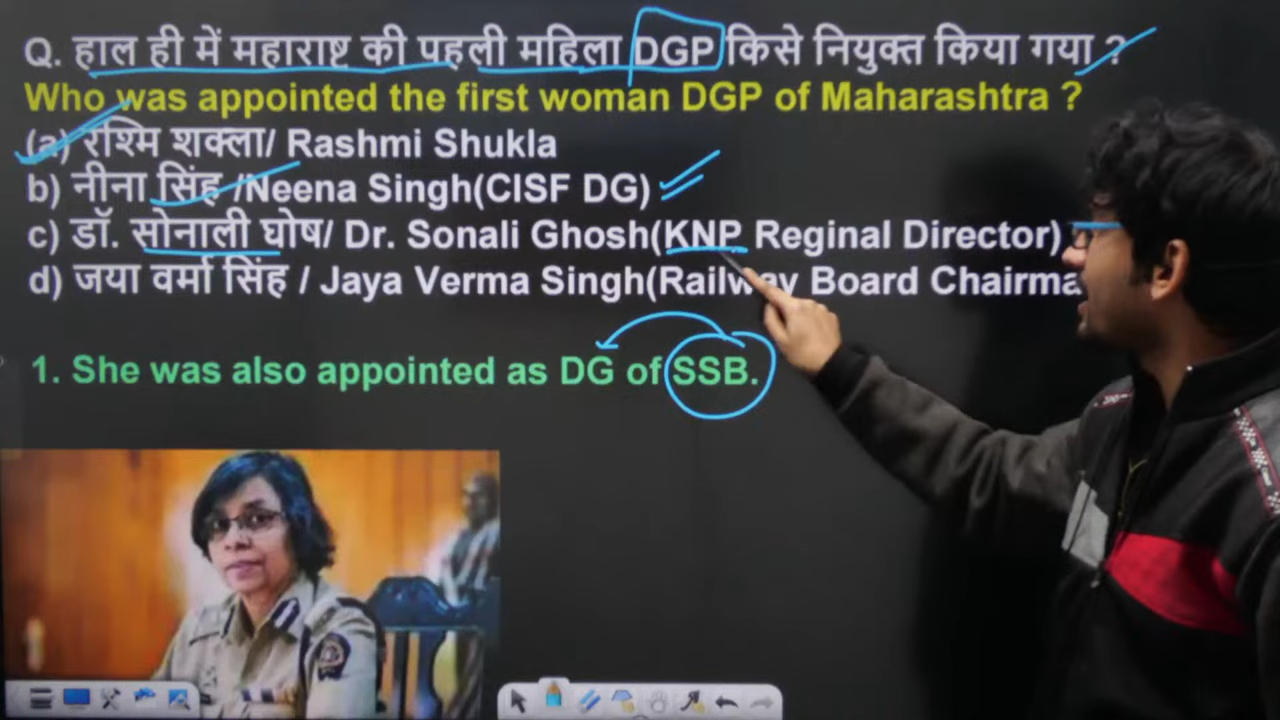 Q. हाल ही में महाराष्ट्र की पहली महिला DGP किसे नियुक्त किया गया ?
Who was appointed the first woman DGP of Maharashtra ?
(a) रश्मि शक्ला/ Rashmi Shukla
b) नीना सिंह /Neena Singh(CISF DG)
c) डॉ. सोनाली घोष/ Dr. Sonali Ghosh(KNP Reginal Director)
d) जया वर्मा सिंह / Jaya Verma Singh(Railway Board Chairma
1. She was also appointed as DG of SSB.